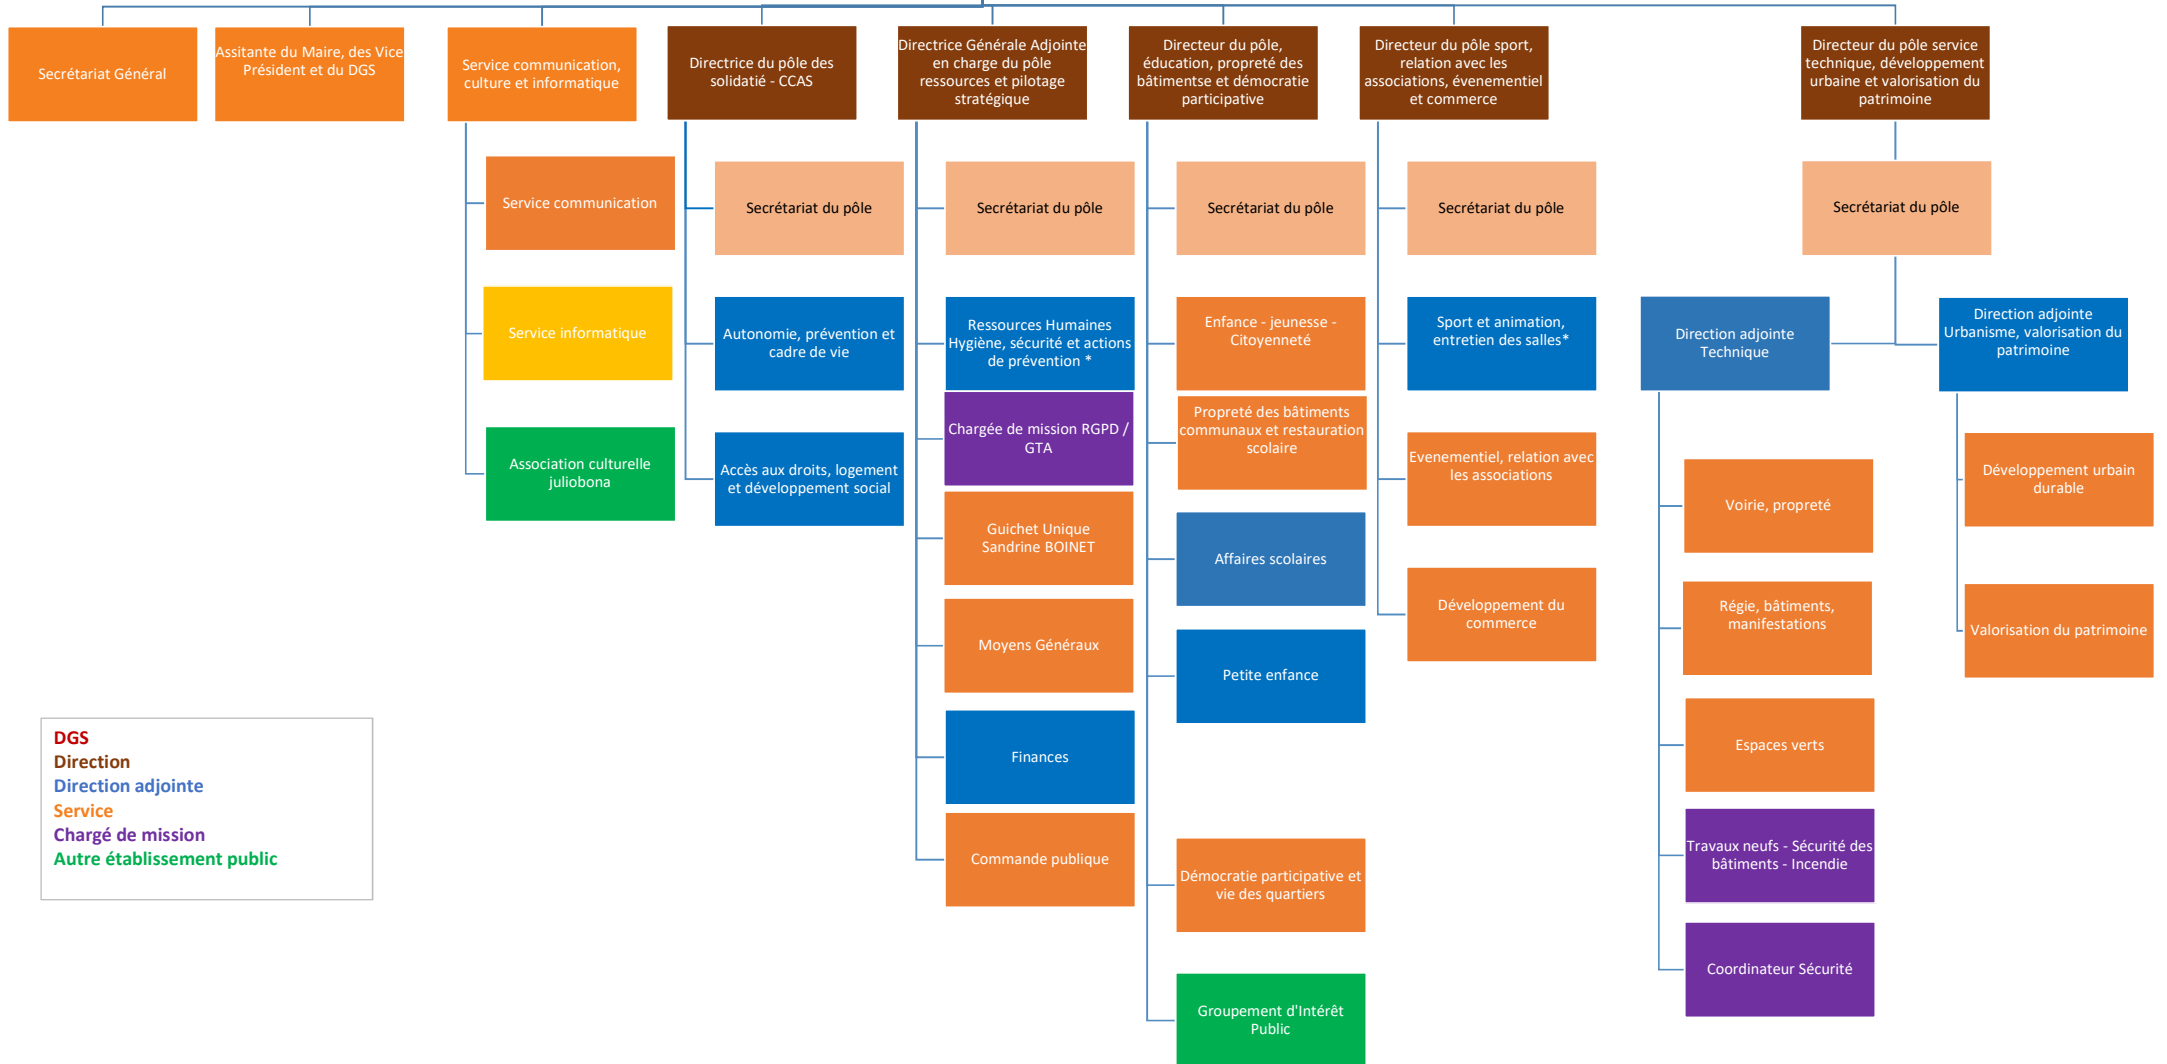 Secrétariat Général
Assitante du Maire, des Vice
Président et du DGS
Service communication,
culture et informatique
Directrice du pôle des
solidatié - CCAS
Directrice Générale Adjointe
en charge du pôle
ressources et pilotage
stratégique
Directeur du pôle,
éducation, propreté des
bâtimentse et démocratie
participative
Directeur du pôle sport,
relation avec les
associations, évenementiel
et commerce
Directeur du pôle service
technique, développement
urbaine et valorisation du
patrimoine
Service communication
Service informatique
Association culturelle
juliobona
Secrétariat du pôle
Autonomie, prévention et
cadre de vie
Accès aux droits, logement
et développement social
Secrétariat du pôle
Ressources Humaines
Hygiène, sécurité et actions
de prévention *
Chargée de mission RGPD /
GTA
Guichet Unique
Sandrine BOINET
Moyens Généraux
Finances
Commande publique
Secrétariat du pôle
Enfance - jeunesse -
Citoyenneté
Propreté des bâtiments
communaux et restauration
scolaire
Affaires scolaires
Petite enfance
Démocratie participative et
vie des quartiers
Groupement d'Intérêt
Public
Secrétariat du pôle
Sport et animation,
entretien des salles*
Evenementiel, relation avec
les associations
Développement du
commerce
Secrétariat du pôle
Direction adjointe
Technique
Voirie, propreté
Régie, bâtiments,
manifestations
Espaces verts
Travaux neufs - Sécurité des
bâtiments - Incendie
Coordinateur Sécurité
Direction adjointe
Urbanisme, valorisation du
patrimoine
Développement urbain
durable
Valorisation du patrimoine
DGS
Direction
Direction adjointe
Service
Chargé de mission
Autre établissement public